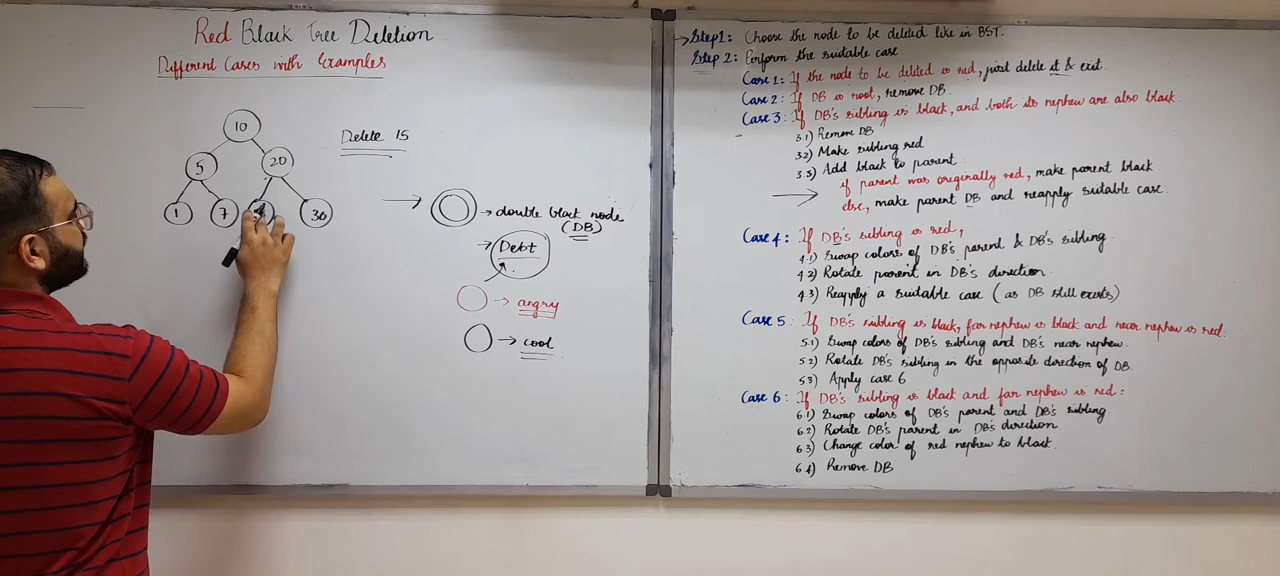 Red Black Tree Deletion
Different Cases with Examples
10
5
20
1
7
30
Delete 15
→ double black node
(DB)
→ Debt
→ angry
→ cool
→ Step1: Choose the node to be deleted like in BST.
Step 2: Perform the suitable case.
Case 1: If the node to be deleted is red, just delete it & exit.
Case 2: If DB is root, remove DB.
Case 3: If DB's sibling is black, and both its nephew are also black
3.1) Remove DB
3.2) Make sibling red.
3.3) Add black to parent.
if parent was originally red, make parent black
else, make parent DB and reapply suitable case
Case 4: If DB's sibling is red,
4.1) Swap colors of DB's parent & DB's sibling.
4.2) Rotate parent in DB's direction.
4.3) Reapply a suitable case (as DB still exists)
Case 5: If DB's sibling is black, far nephew is black and near nephew is red.
5.1) Swap colors of DB's sibling and DB's near nephew.
5.2) Rotate DB's sibling in the opposite direction of DB.
5.3) Apply case 6
Case 6: If DB's sibling is black and far nephew is red:
6.1) Swap colors of DB's parent and DB's sibling
6.2) Rotate DB's parent in DB's direction
6.3) Change color of red nephew to black.
6.4) Remove DB